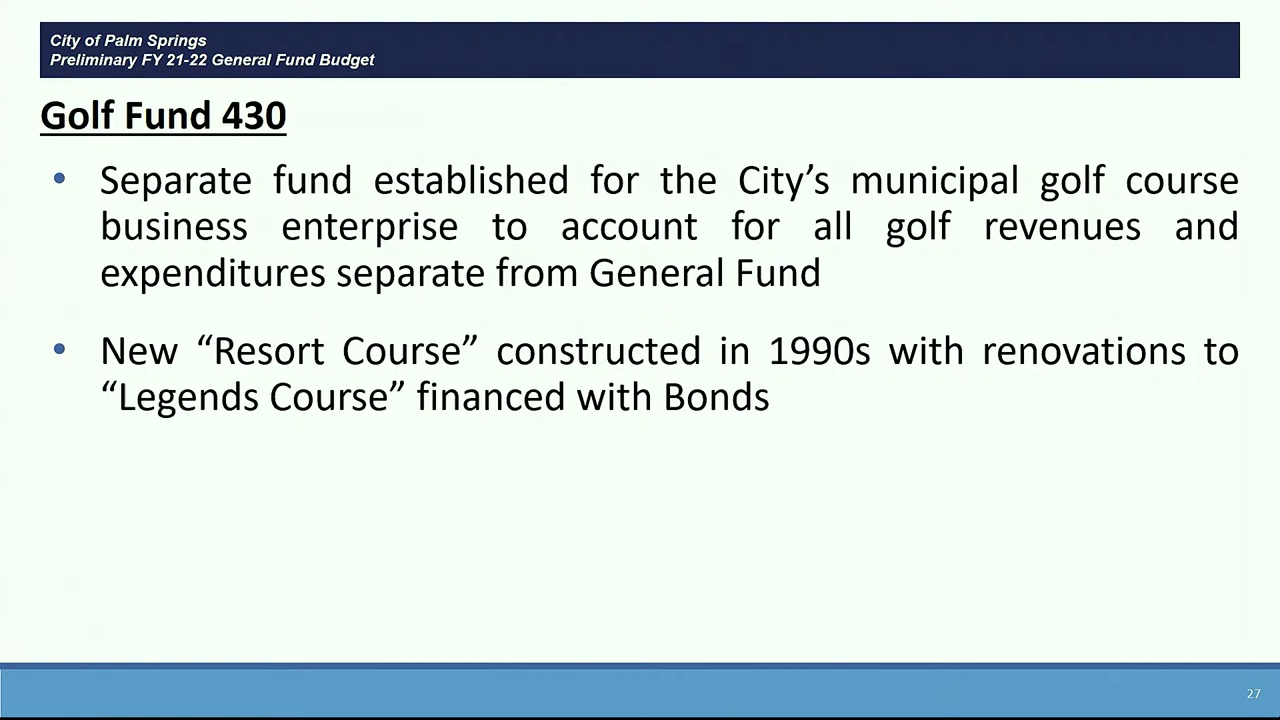 City of Palm Springs
Preliminary FY 21-22 General Fund Budget
Golf Fund 430
• Separate fund established for the City’s municipal golf course
business enterprise to account for all golf revenues and
expenditures separate from General Fund
• New “Resort Course” constructed in 1990s with renovations to
“Legends Course” financed with Bonds
27